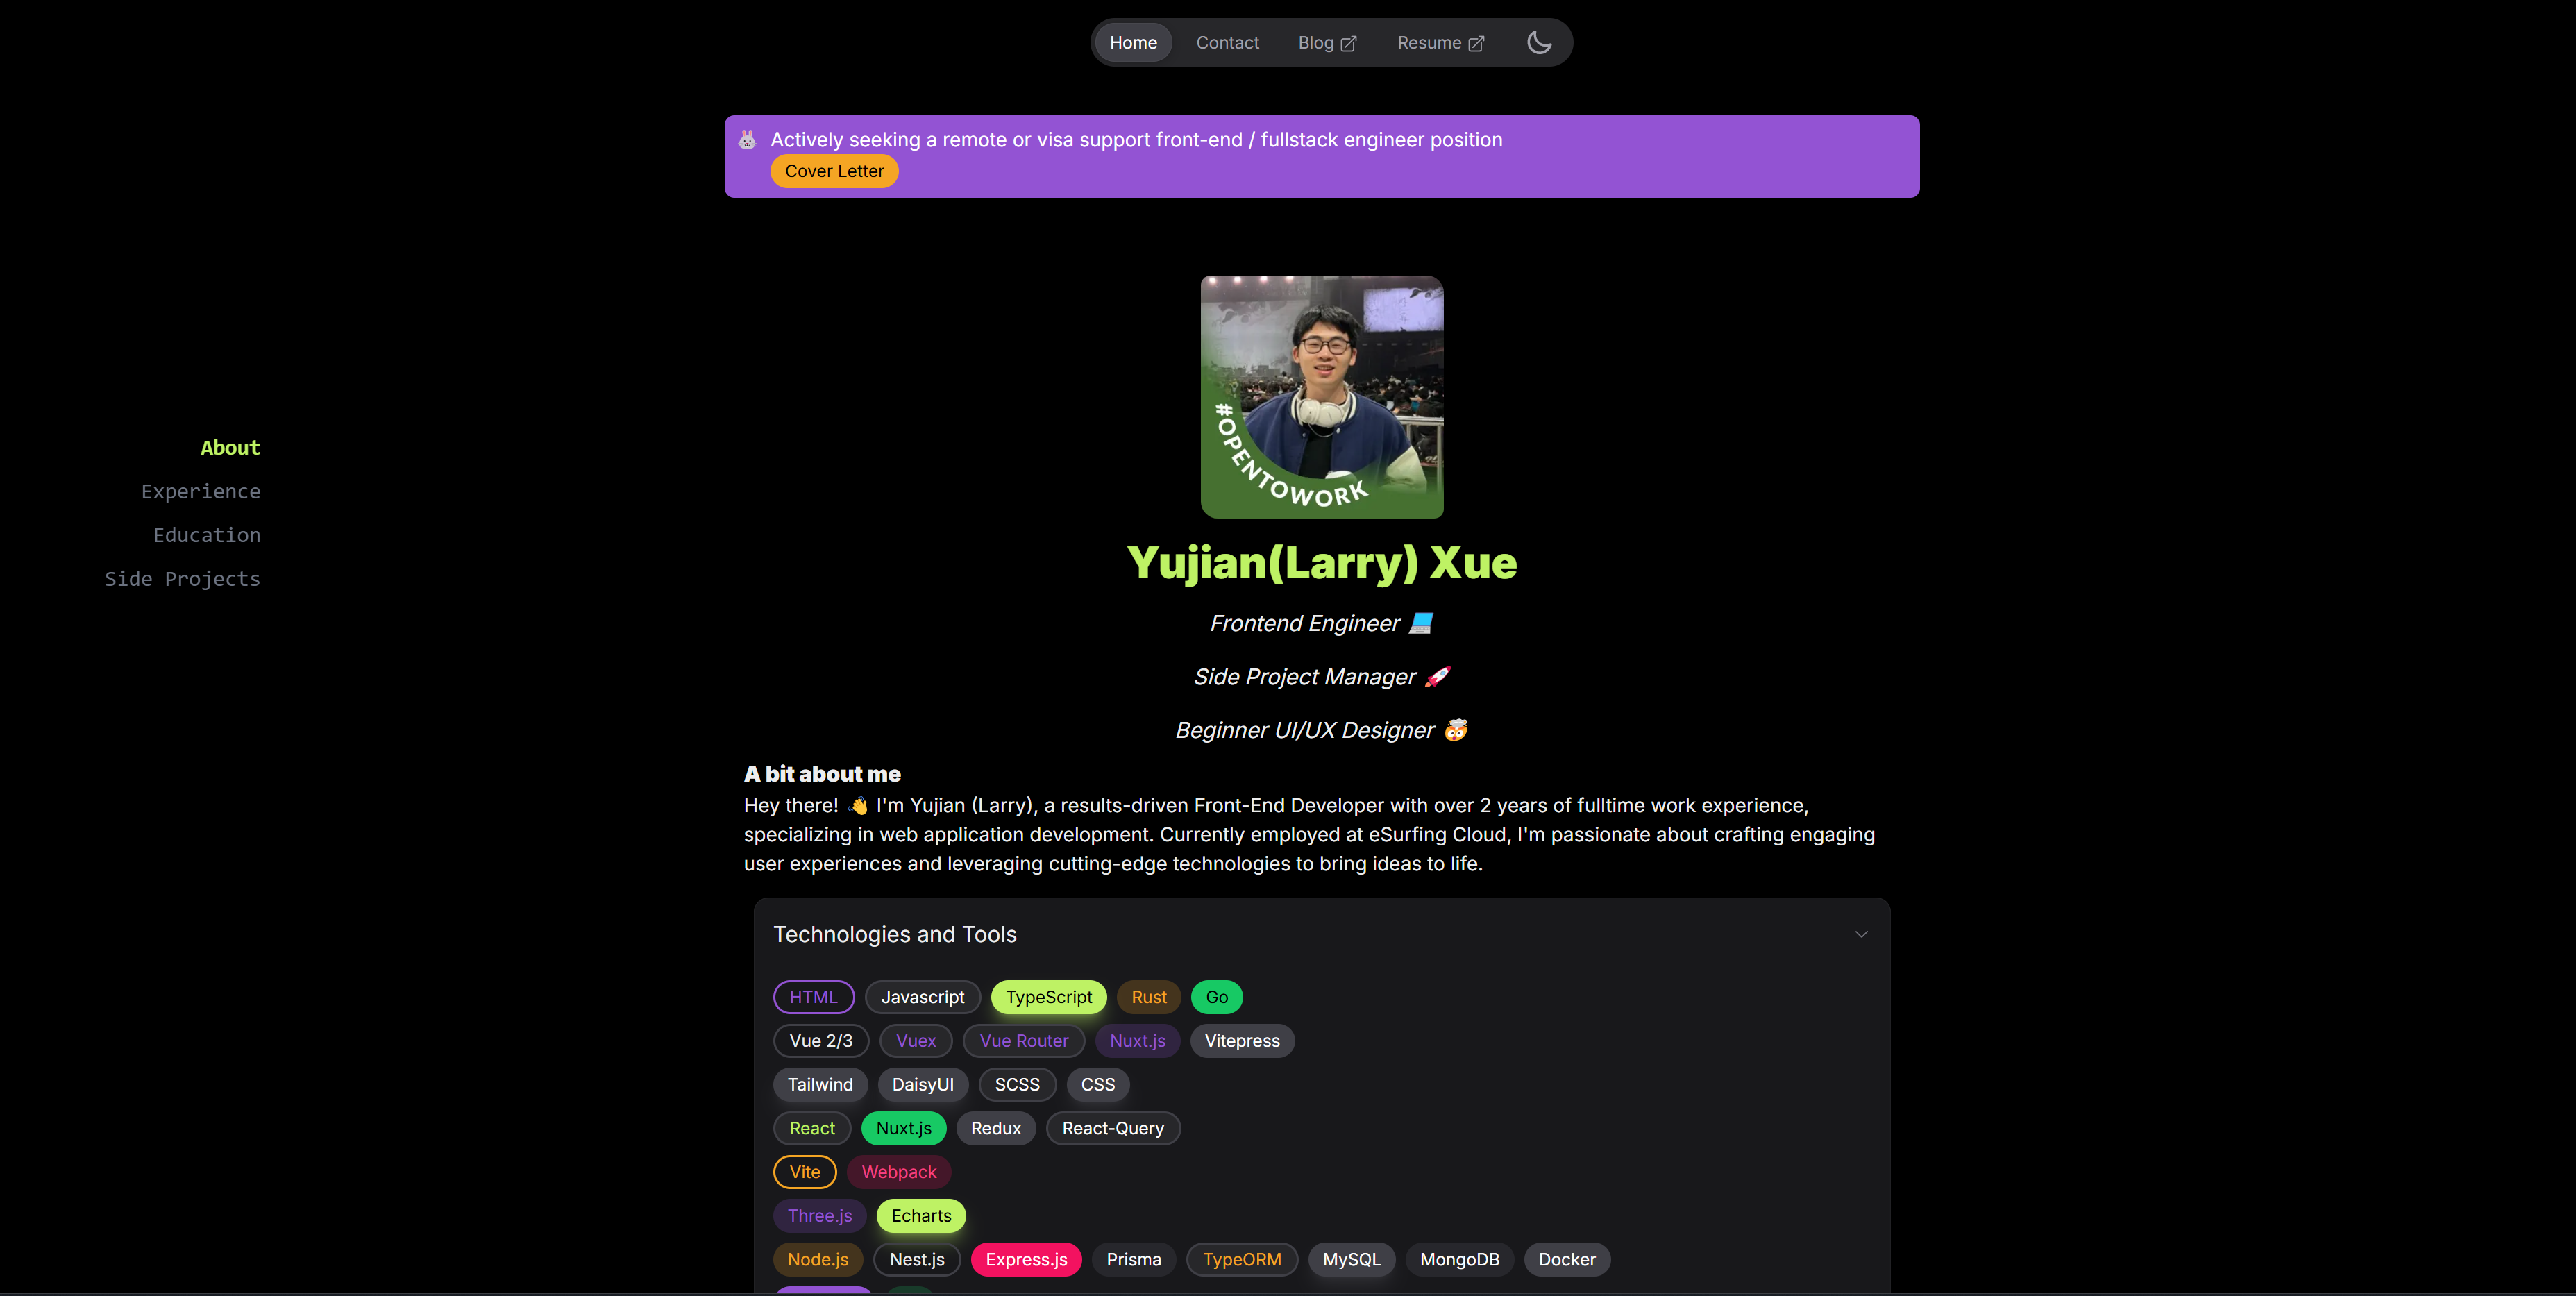 Home Contact Blog Resume
Actively seeking a remote or visa support front-end / fullstack engineer position
Cover Letter
#OPENTOWORK
About
Experience
Education
Side Projects
Yujian(Larry) Xue
Frontend Engineer 💻
Side Project Manager 🚀
Beginner UI/UX Designer 🤯
A bit about me
Hey there! 👋 I'm Yujian (Larry), a results-driven Front-End Developer with over 2 years of fulltime work experience,
specializing in web application development. Currently employed at eSurfing Cloud, I'm passionate about crafting engaging
user experiences and leveraging cutting-edge technologies to bring ideas to life.
Technologies and Tools
HTML Javascript TypeScript Rust Go
Vue 2/3 Vuex Vue Router Nuxt.js Vitepress
Tailwind DaisyUI SCSS CSS
React Nuxt.js Redux React-Query
Vite Webpack
Three.js Echarts
Node.js Nest.js Express.js Prisma TypeORM MySQL MongoDB Docker